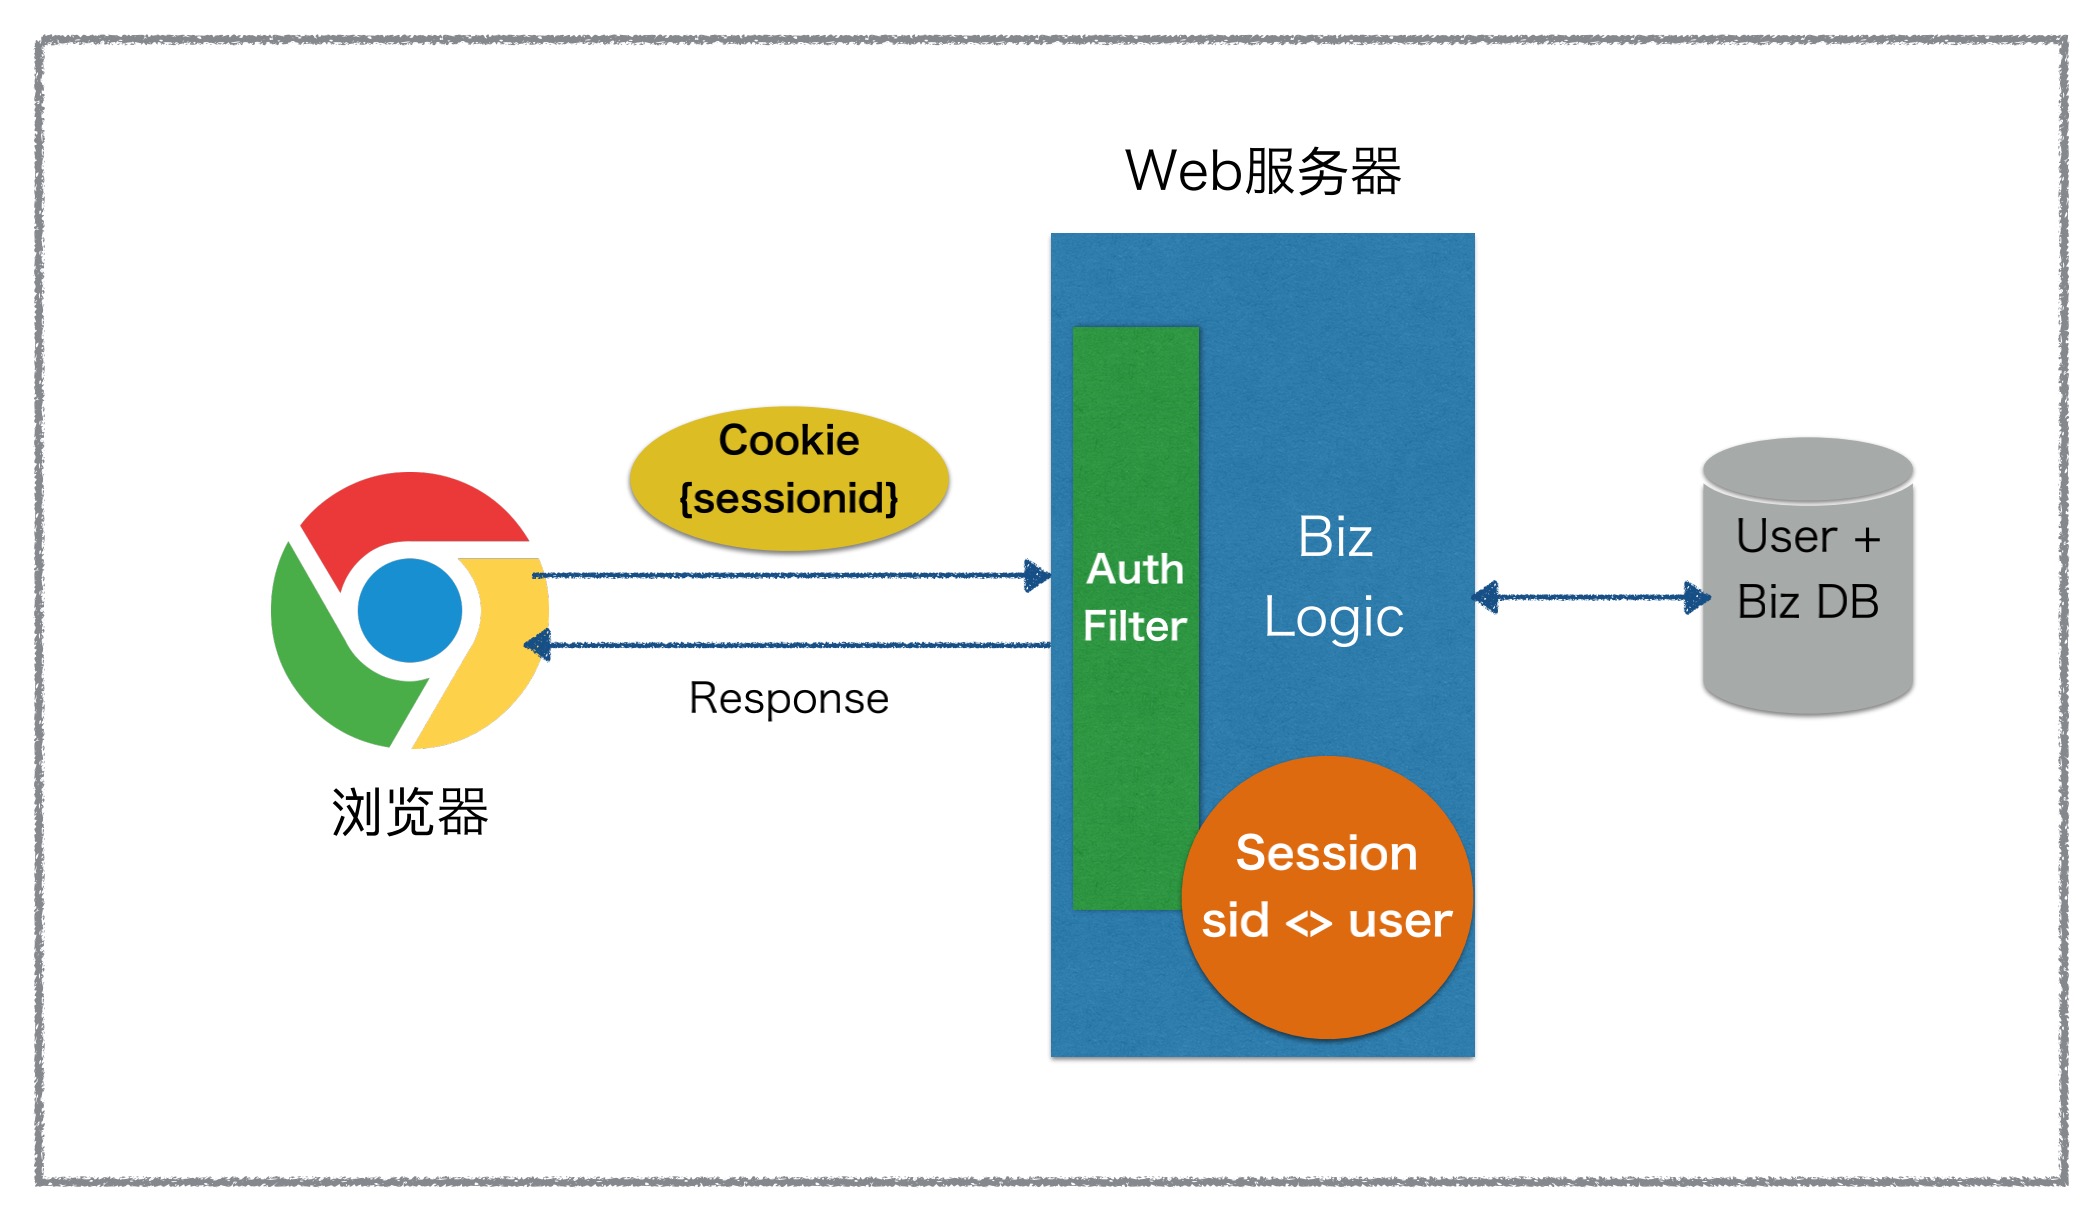 Web服务器
Cookie
{sessionid}
Auth
Filter
Biz
Logic
User +
Biz DB
Response
浏览器
Session
sid <> user